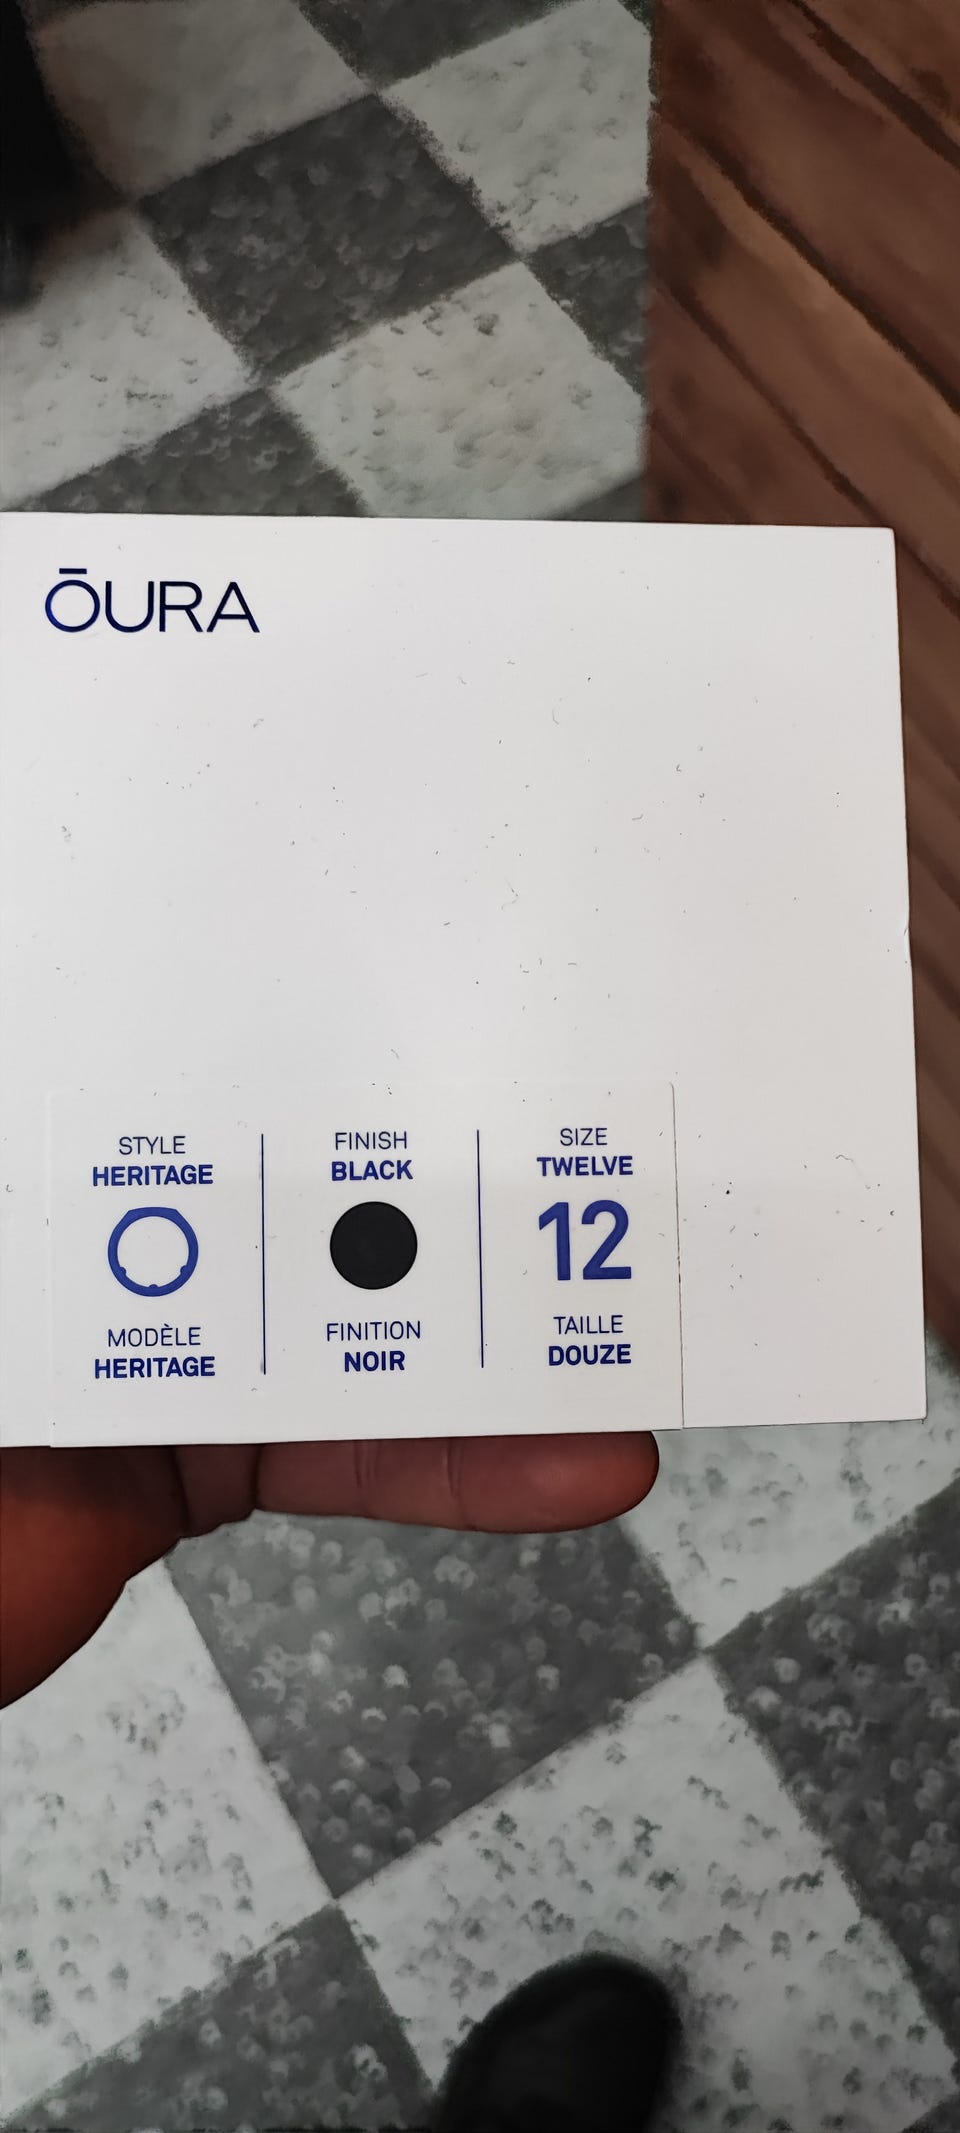 ŌURA
STYLE
HERITAGE
MODÈLE
HERITAGE
FINISH
BLACK
FINITION
NOIR
SIZE
TWELVE
12
TAILLE
DOUZE